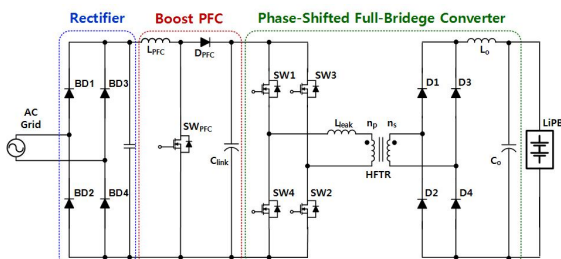 Rectifier
Boost PFC
Phase-Shifted Full-Bridege Converter
LPFC
DPFC
Lo
BD1
BD3
SW1
SW3
D1
D3
AC
Grid
SWPFC
Clink
Lleak
np
ns
HFTR
LiPB
Co
BD2
BD4
SW4
SW2
D2
D4